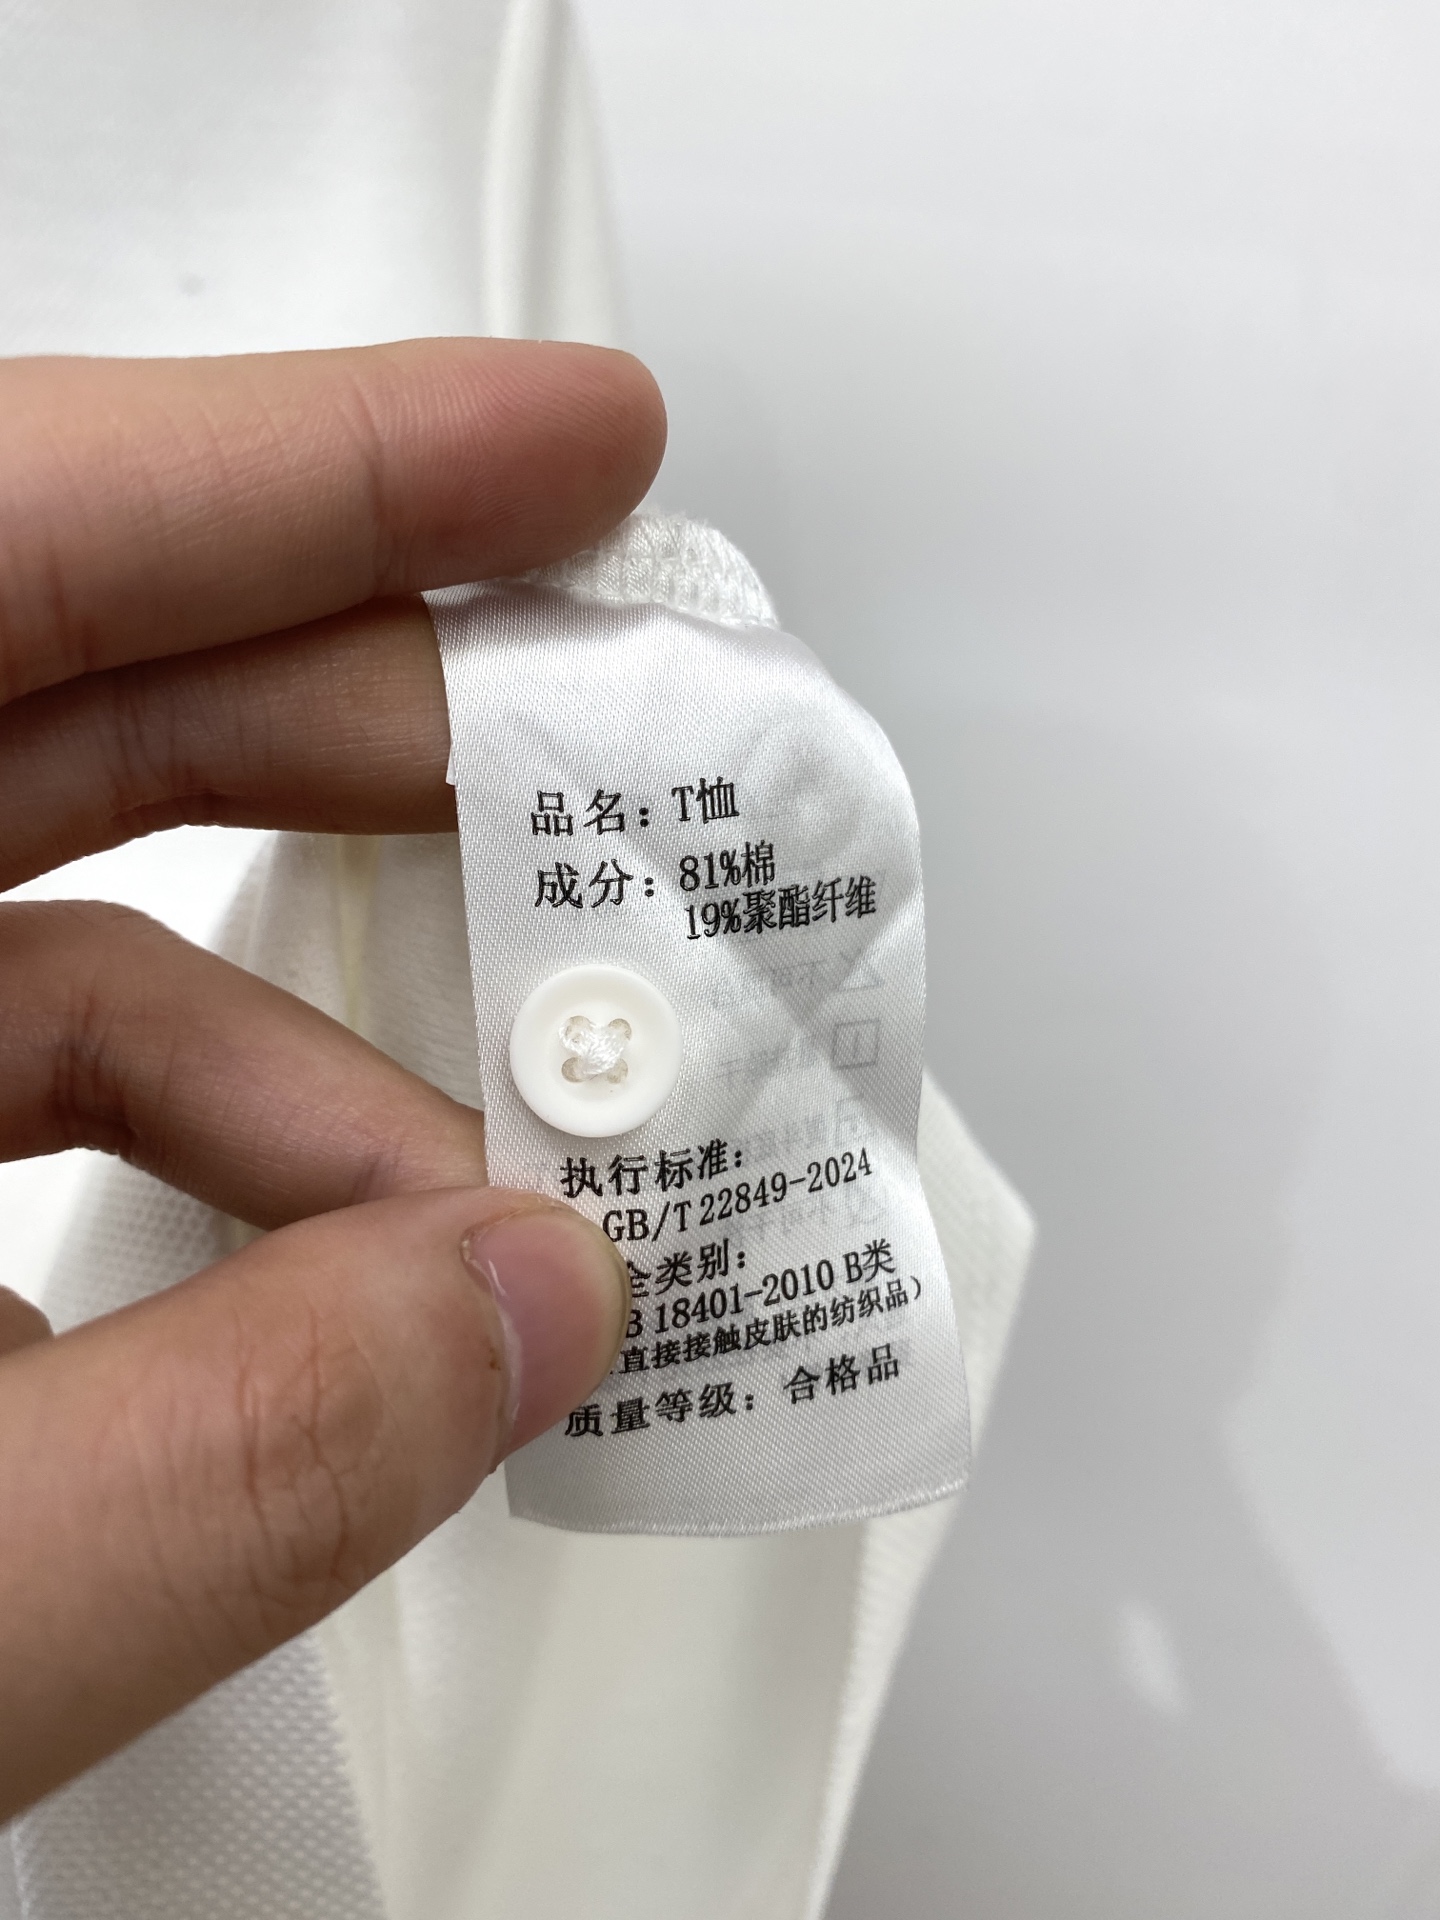 品名：T恤
成分：81%棉
19%聚酯纤维
执行标准：
GB/T 22849-2024
全类别：
B 18401-2010 B类
直接接触皮肤的纺织品）
质量等级：合格品